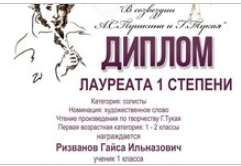 "В созвездии
А.С.Пушкина и Г.Тукая"
ДИПЛОМ
ЛАУРЕАТА 1 СТЕПЕНИ
Категория: солисты
Номинация: художественное слово
Чтение произведения по творчеству Г.Тукая
Первая возрастная категория: 1 - 2 классы
награждается
Ризванов Гайса Ильназович
ученик 1 класса